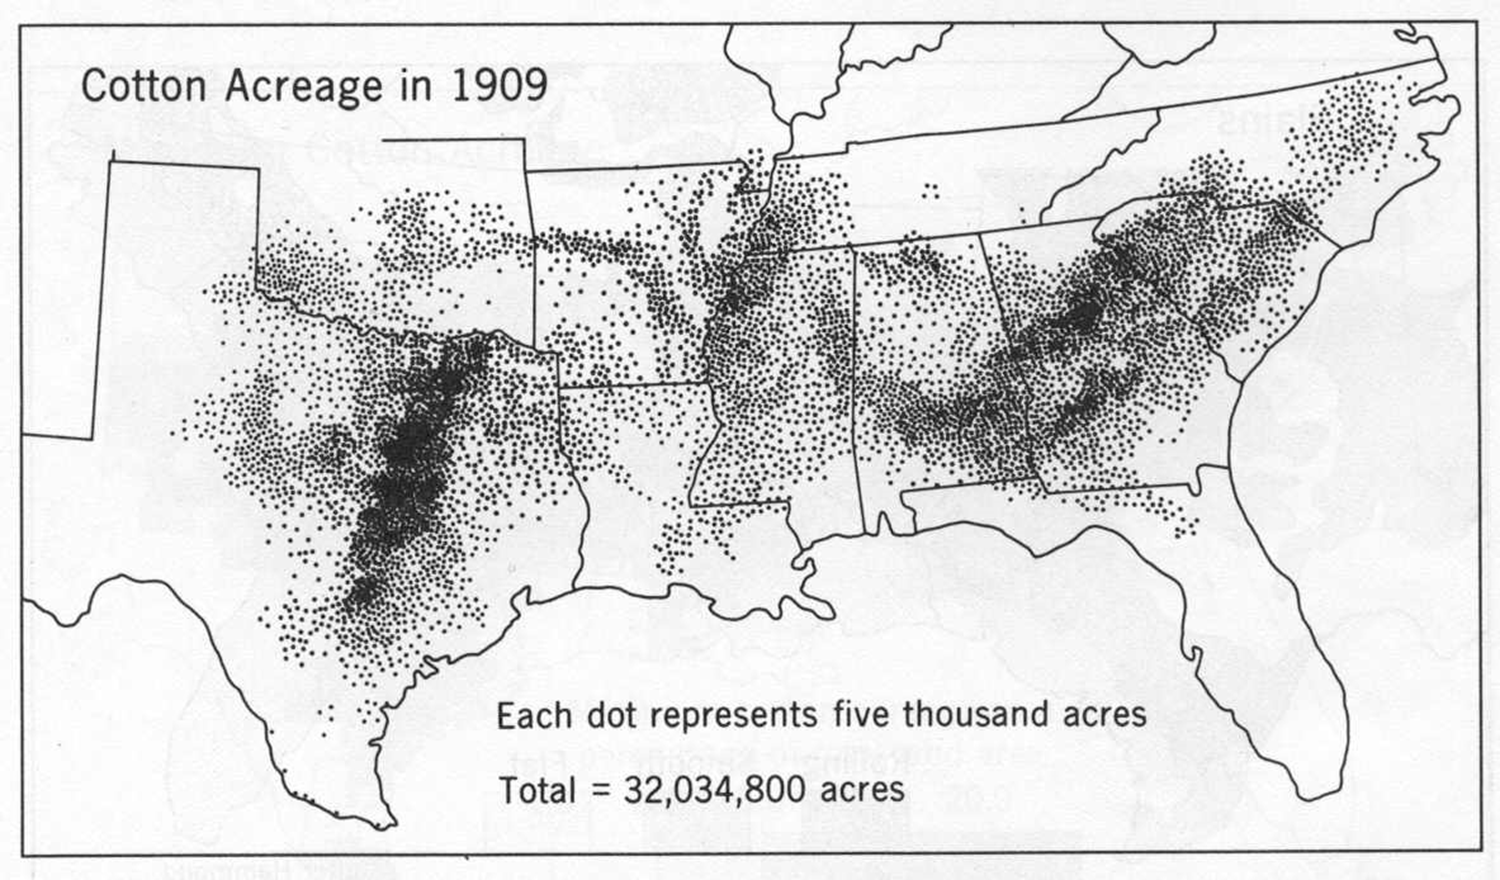 Cotton Acreage in 1909
Each dot represents five thousand acres
Total = 32,034,800 acres